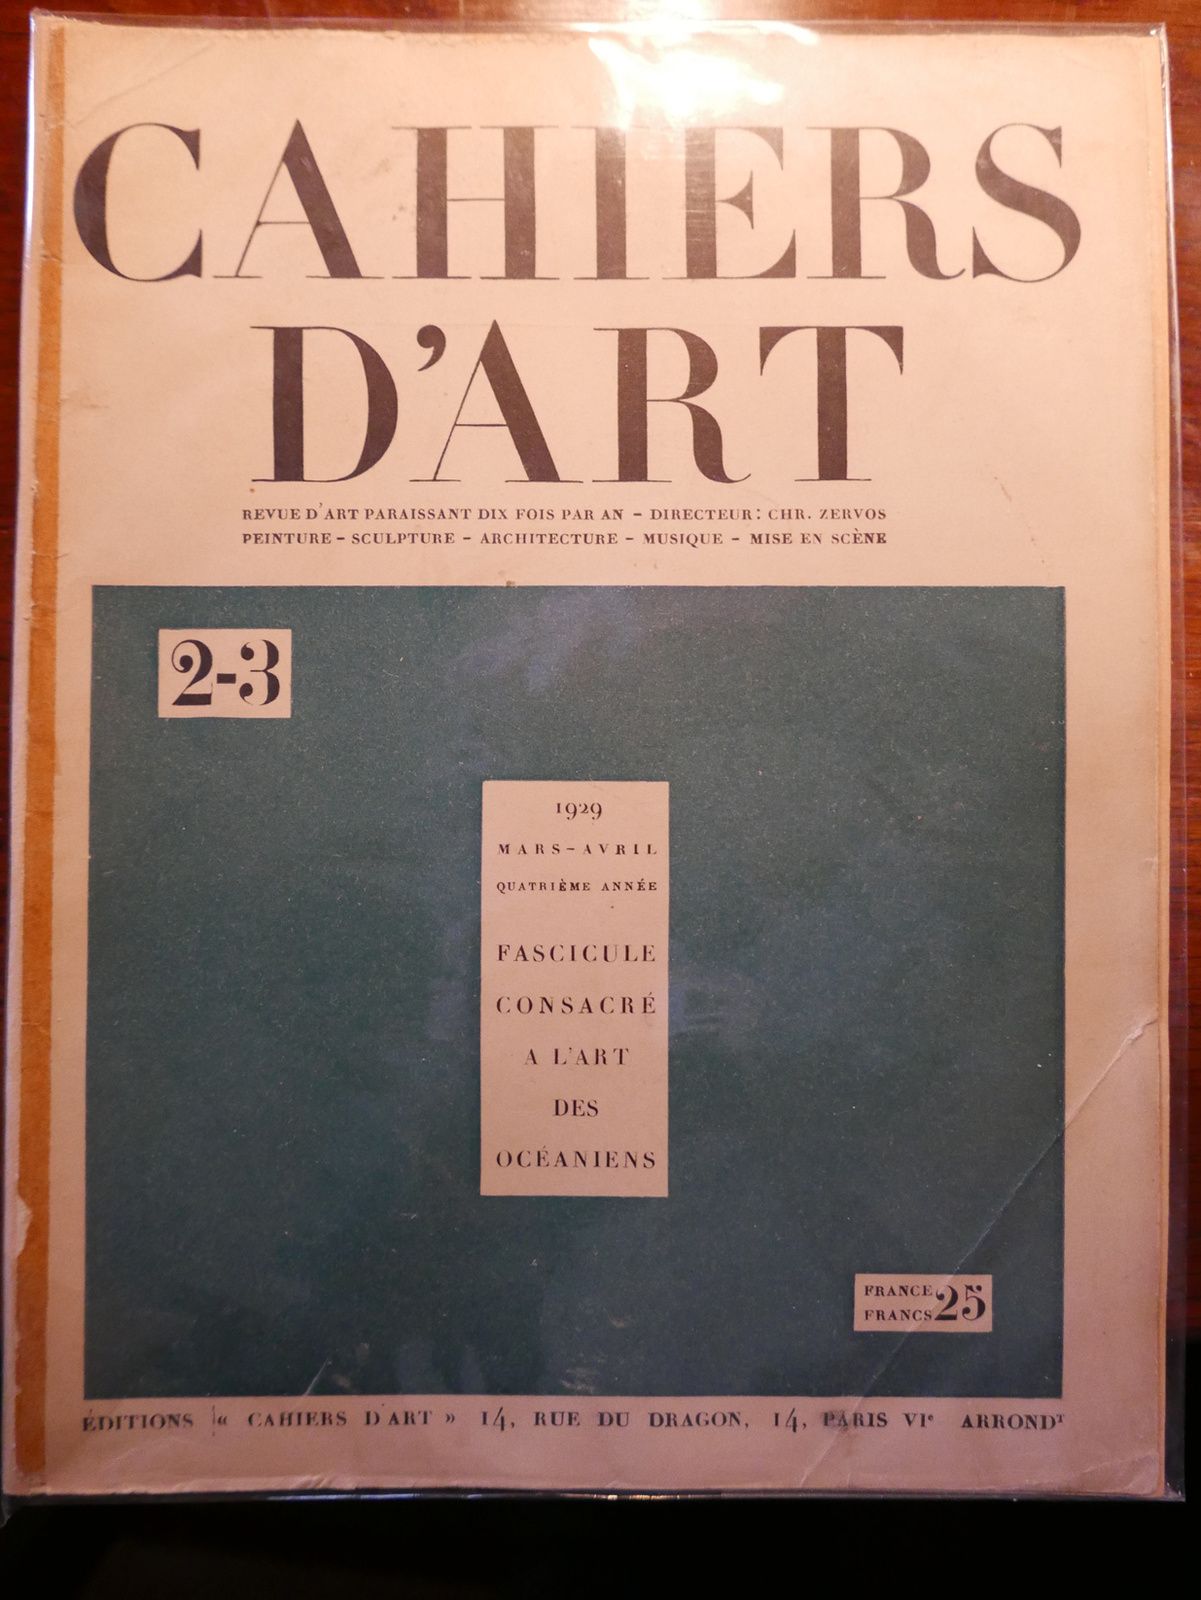 CAHIERS
D'ART
REVUE D'ART PARAISSANT DIX FOIS PAR AN – DIRECTEUR: CHR. ZERVOS
PEINTURE – SCULPTURE – ARCHITECTURE – MUSIQUE – MISE EN SCÈNE
2-3
1929
MARS – AVRIL
QUATRIÈME ANNÉE
FASCICULE
CONSACRÉ
A L'ART
DES
OCÉANIENS
FRANCE
FRANCS 25
ÉDITIONS « CAHIERS D'ART » 14, RUE DU DRAGON, 14, PARIS VIe ARRONDT